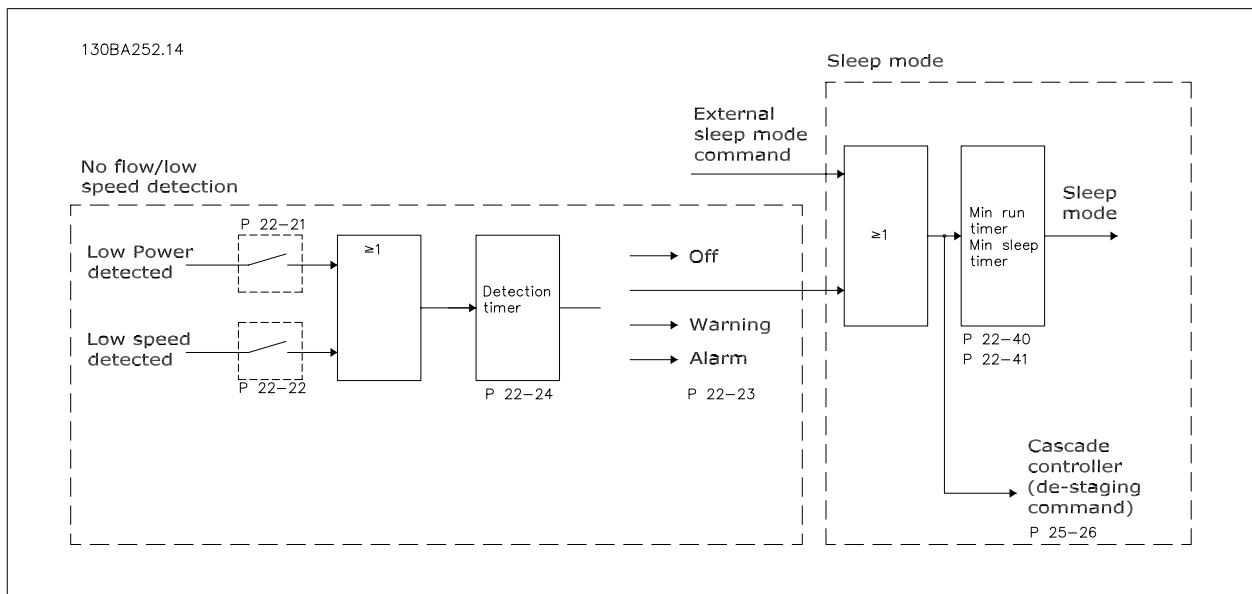 130BA252.14
Sleep mode
External
sleep mode
command
No flow/low
speed detection
P 22-21
Low Power
detected
≥1
Detection
timer
Off
≥1
Min run
timer
Min sleep
timer
Sleep
mode
Low speed
detected
P 22-22
P 22-24
Warning
Alarm
P 22-23
P 22-40
P 22-41
Cascade
controller
(de-staging
command)
P 25-26